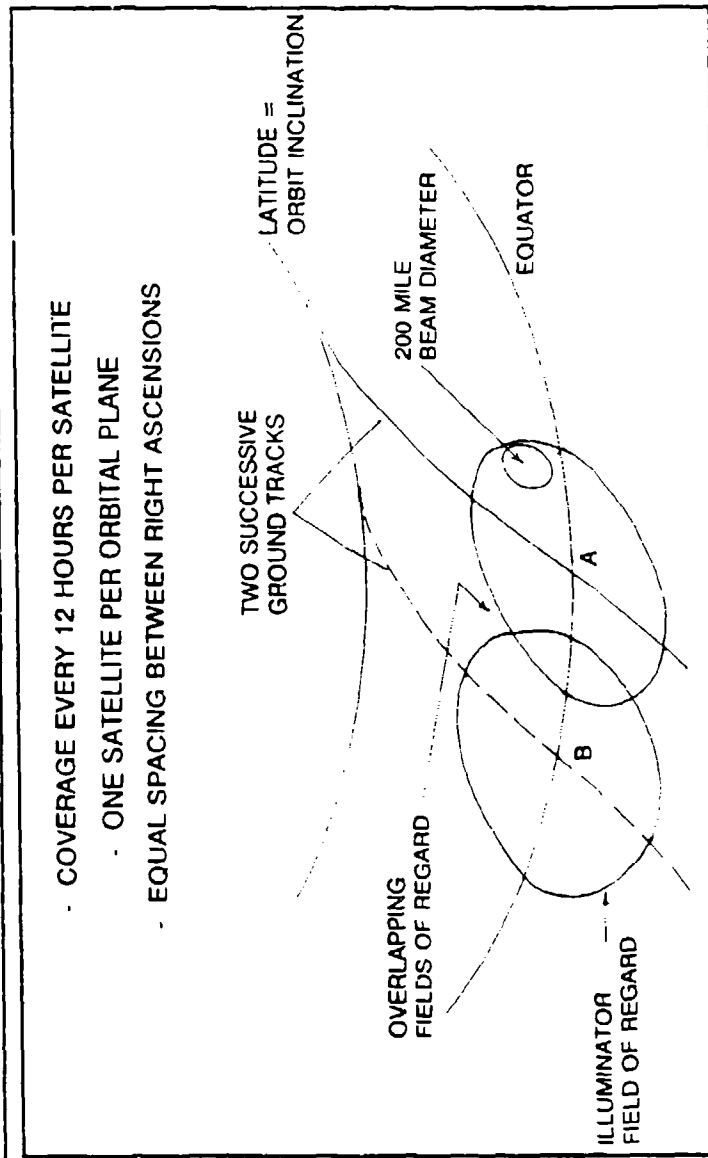 - COVERAGE EVERY 12 HOURS PER SATELLITE
- ONE SATELLITE PER ORBITAL PLANE
- EQUAL SPACING BETWEEN RIGHT ASCENSIONS
LATITUDE =
ORBIT INCLINATION
TWO SUCCESSIVE
GROUND TRACKS
200 MILE
BEAM DIAMETER
EQUATOR
OVERLAPPING
FIELDS OF REGARD
A
B
ILLUMINATOR
FIELD OF REGARD